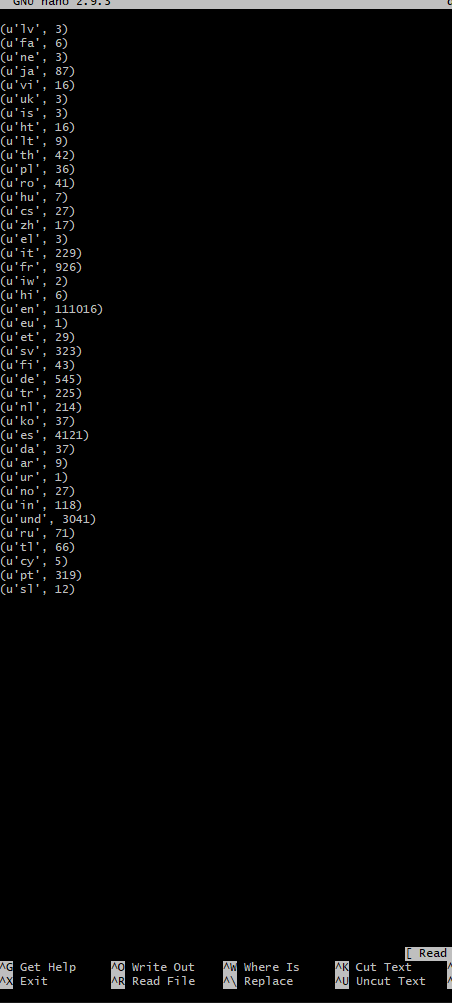 GNU nano 2.9.3
(u'lv', 3)
(u'fa', 6)
(u'ne', 3)
(u'ja', 87)
(u'vi', 16)
(u'uk', 3)
(u'is', 3)
(u'ht', 16)
(u'lt', 9)
(u'th', 42)
(u'pl', 36)
(u'ro', 41)
(u'hu', 7)
(u'cs', 27)
(u'zh', 17)
(u'el', 3)
(u'it', 229)
(u'fr', 926)
(u'iw', 2)
(u'hi', 6)
(u'en', 111016)
(u'eu', 1)
(u'et', 29)
(u'sv', 323)
(u'fi', 43)
(u'de', 545)
(u'tr', 225)
(u'nl', 214)
(u'ko', 37)
(u'es', 4121)
(u'da', 37)
(u'ar', 9)
(u'ur', 1)
(u'no', 27)
(u'in', 118)
(u'und', 3041)
(u'ru', 71)
(u'tl', 66)
(u'cy', 5)
(u'pt', 319)
(u'sl', 12)
[ Read
^G Get Help ^O Write Out ^W Where Is ^K Cut Text
^X Exit ^R Read File ^\ Replace ^U Uncut Text